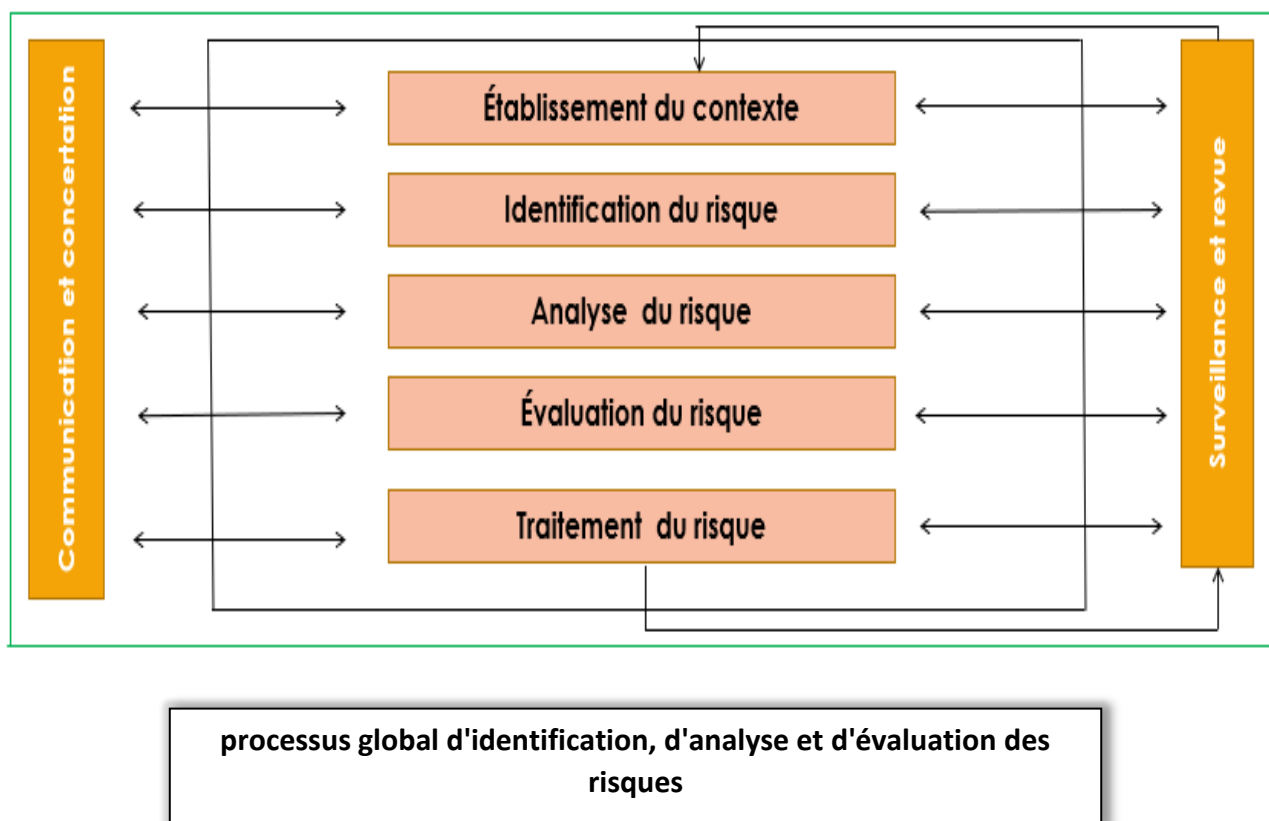 Communication et concertation
Établissement du contexte
Identification du risque
Analyse du risque
Évaluation du risque
Traitement du risque
Surveillance et revue
processus global d'identification, d'analyse et d'évaluation des
risques